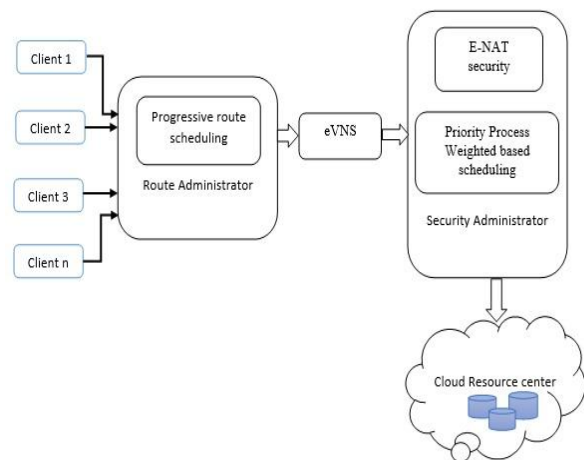 Client 1
Client 2
Client 3
Client n
Progressive route
scheduling
Route Administrator
eVNS
E-NAT
security
Priority Process
Weighted based
scheduling
Security Administrator
Cloud Resource center